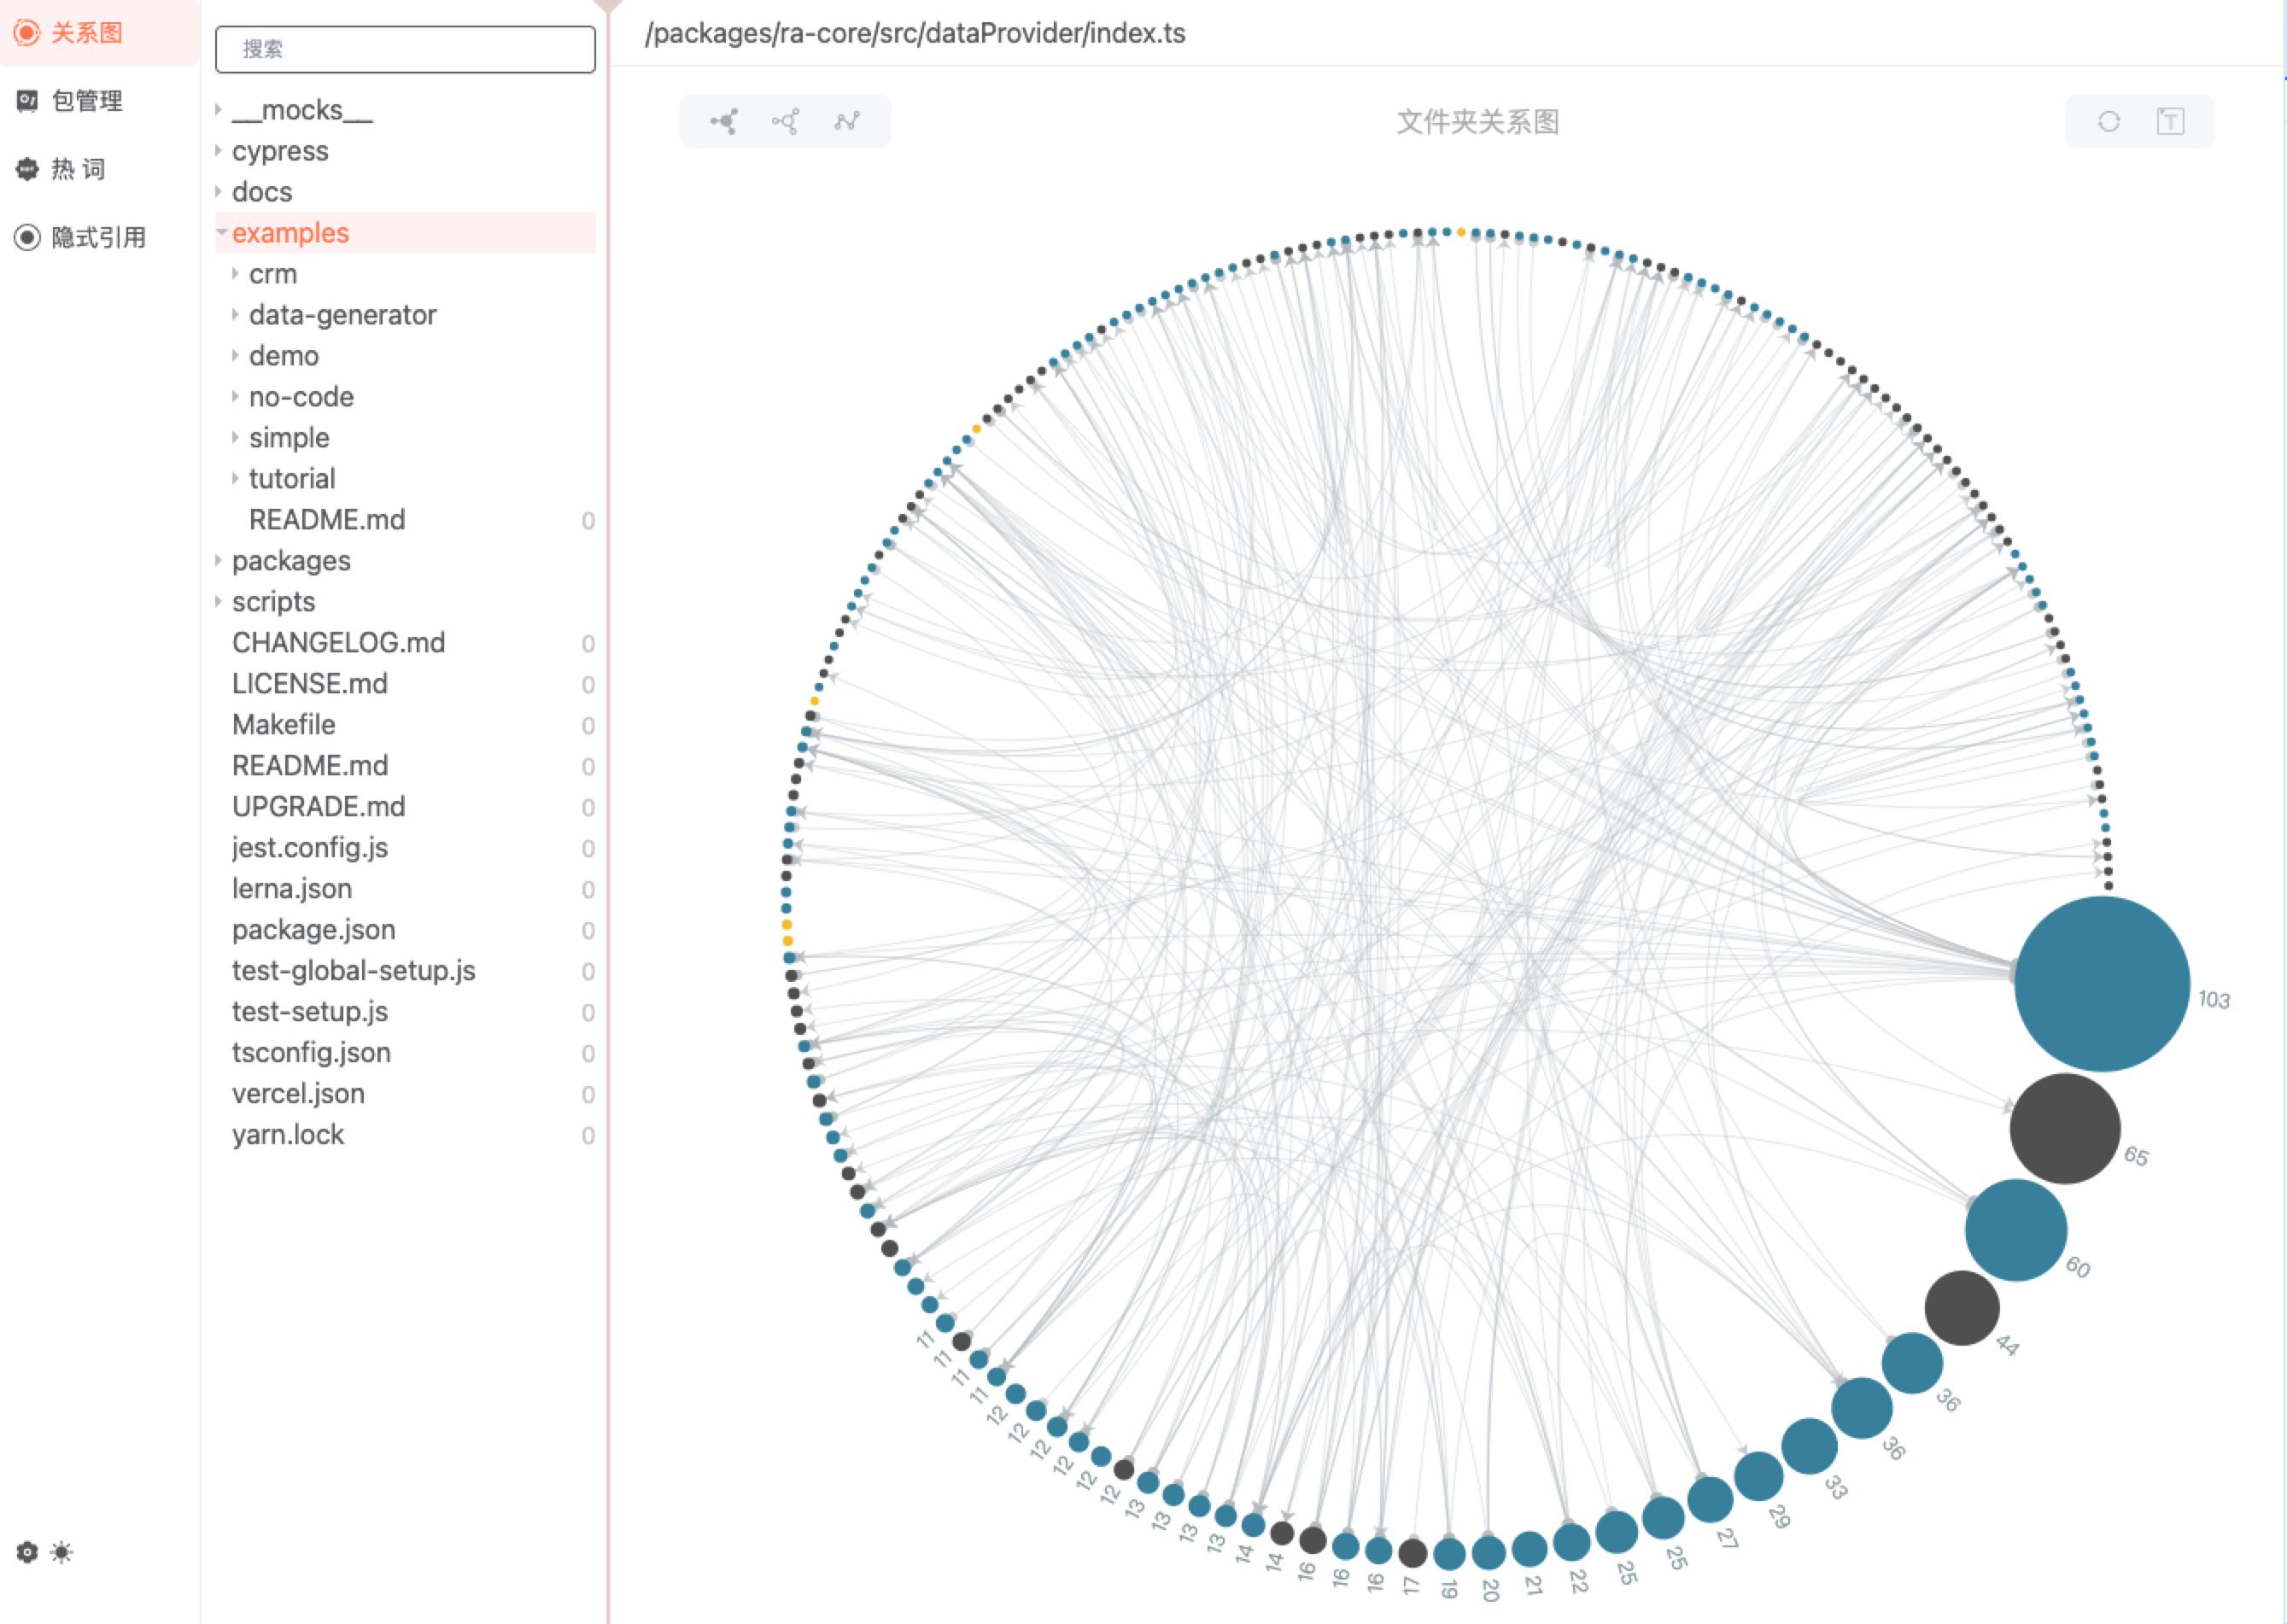 关系图
包管理
热 词
隐式引用
搜索
__mocks__
cypress
docs
examples
crm
data-generator
demo
no-code
simple
tutorial
README.md 0
packages
scripts
CHANGELOG.md 0
LICENSE.md 0
Makefile 0
README.md 0
UPGRADE.md 0
jest.config.js 0
lerna.json 0
package.json 0
test-global-setup.js 0
test-setup.js 0
tsconfig.json 0
vercel.json 0
yarn.lock 0
/packages/ra-core/src/dataProvider/index.ts
文件夹关系图
T
103
65
60
44
36
36
33
29
27
25
25
22
21
20
19
17
16
16
16
14
14
13
13
13
13
12
12
12
12
12
12
11
11
11
11